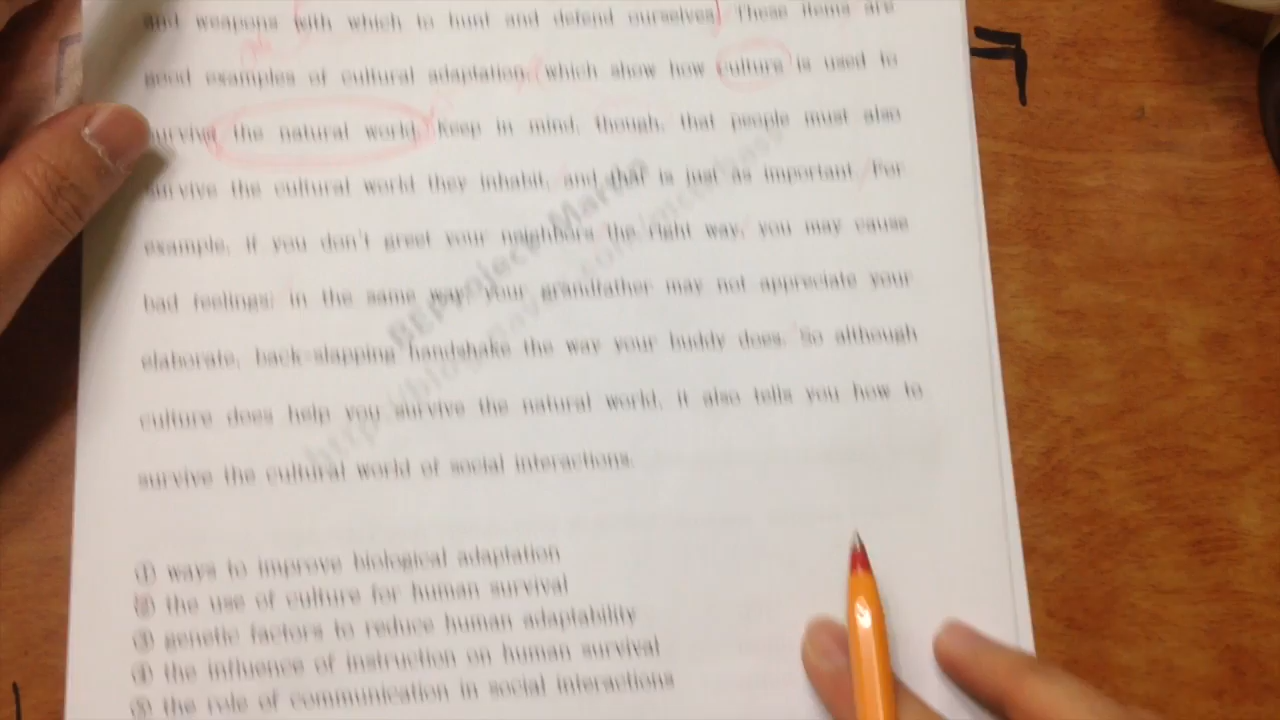 and weapons with which to hunt and defend ourselves. These items are
good examples of cultural adaptation, which show how culture is used to
survive the natural world. Keep in mind, though, that people must also
survive the cultural world they inhabit, and that is just as important. For
example, if you don't greet your neighbors the right way, you may cause
bad feelings; in the same way, your grandfather may not appreciate your
elaborate, back-slapping handshake the way your buddy does. So although
culture does help you survive the natural world, it also tells you how to
survive the cultural world of social interactions.
BEProject Martin
① ways to improve biological adaptation
② the use of culture for human survival
③ genetic factors to reduce human adaptability
④ the influence of instruction on human survival
⑤ the role of communication in social interactions